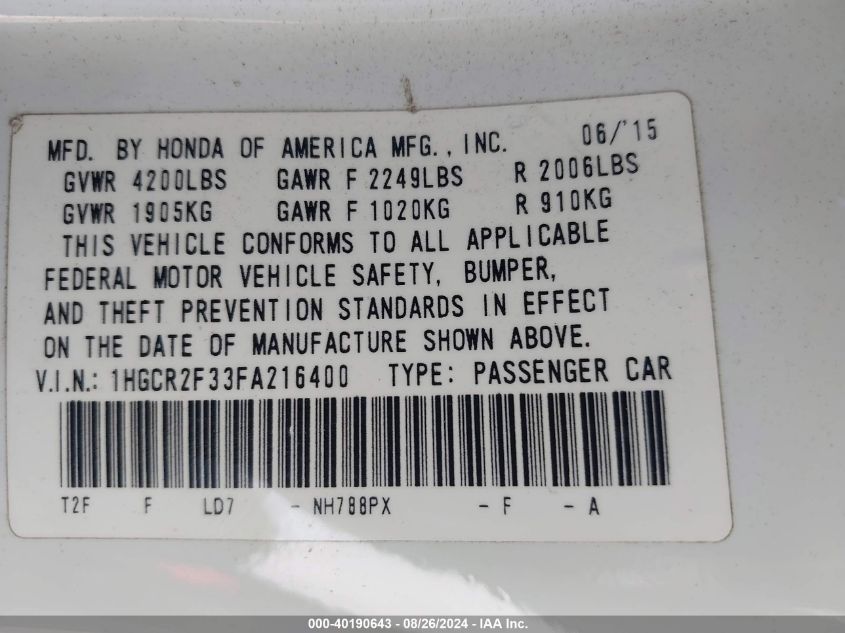 MFD. BY HONDA OF AMERICA MFG., INC. 06/'15
GVWR 4200LBS GAWR F 2249LBS R 2006LBS
GVWR 1905KG GAWR F 1020KG R 910KG
THIS VEHICLE CONFORMS TO ALL APPLICABLE
FEDERAL MOTOR VEHICLE SAFETY, BUMPER,
AND THEFT PREVENTION STANDARDS IN EFFECT
ON THE DATE OF MANUFACTURE SHOWN ABOVE.
V.I.N.: 1HGCR2F33FA216400 TYPE: PASSENGER CAR
T2F F LD7 - NH788PX - F - A
000-40190643 - 08/26/2024 - IAA Inc.